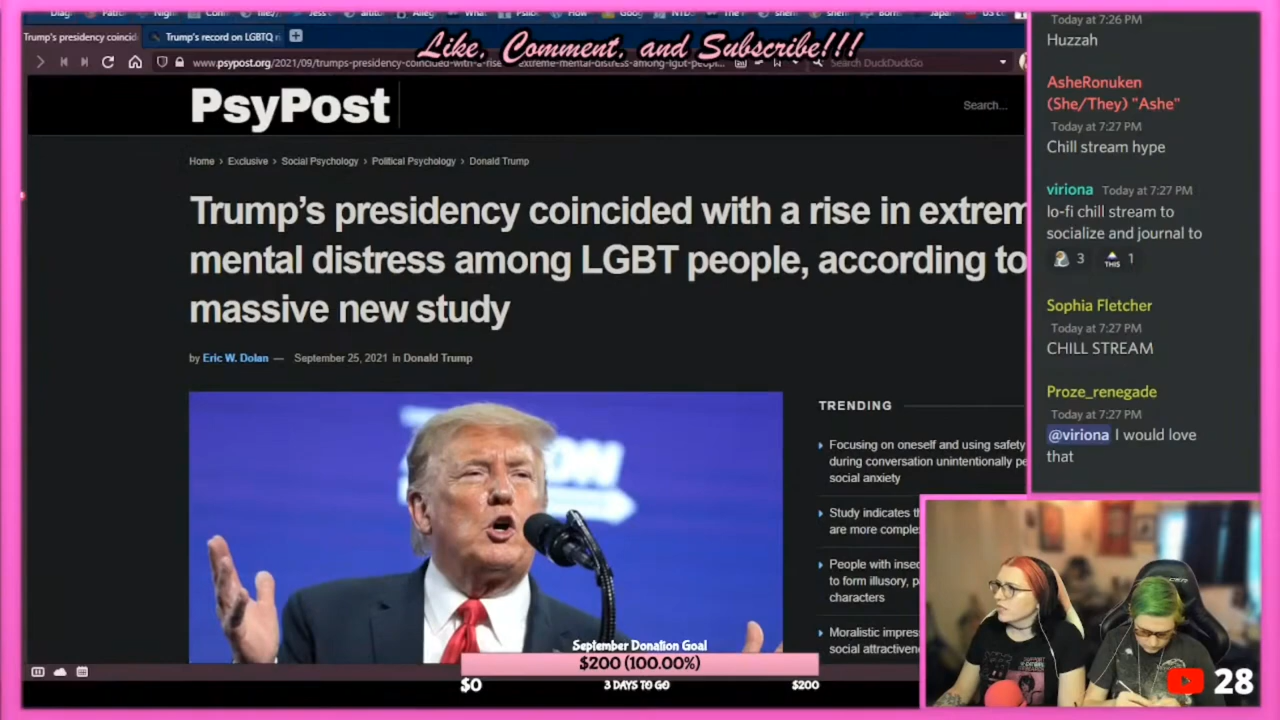 Like, Comment, and Subscribe!!!
Trump's presidency coincid
Trump's record on LGBTQ
www.psypost.org/2021/09/trumps-presidency-coincided-with-a-rise
extreme-mental-distress-among-lgbt-peopl...
Search DuckDuckGo
PsyPost
Search...
Home › Exclusive › Social Psychology › Political Psychology › Donald Trump
Trump's presidency coincided with a rise in extrem
mental distress among LGBT people, according to
massive new study
by Eric W. Dolan — September 25, 2021 in Donald Trump
TRENDING
Focusing on oneself and using safety
during conversation unintentionally
social anxiety
Study indicates
are more
People with
to form illusory,
characters
Moralistic
social
September Donation Goal
$200 (100.00%)
$0 3 DAYS TO GO $200
Today at 7:26 PM
Huzzah
AsheRonuken
(She/They) "Ashe"
Today at 7:27 PM
Chill stream hype
viriona Today at 7:27 PM
lo-fi chill stream to
socialize and journal to
3 THIS 1
Sophia Fletcher
Today at 7:27 PM
CHILL STREAM
Proze_renegade
Today at 7:27 PM
@viriona I would love
that
28